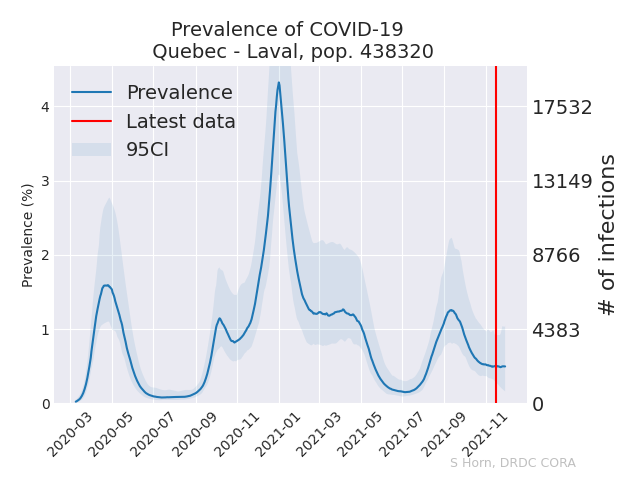 Prevalence of COVID-19
Quebec - Laval, pop. 438320
Prevalence
Latest data
95CI
Prevalence (%)
4
3
2
1
0
17532
13149
8766
4383
0
# of infections
2020-03
2020-05
2020-07
2020-09
2020-11
2021-01
2021-03
2021-05
2021-07
2021-09
2021-11
S Horn, DRDC CORA